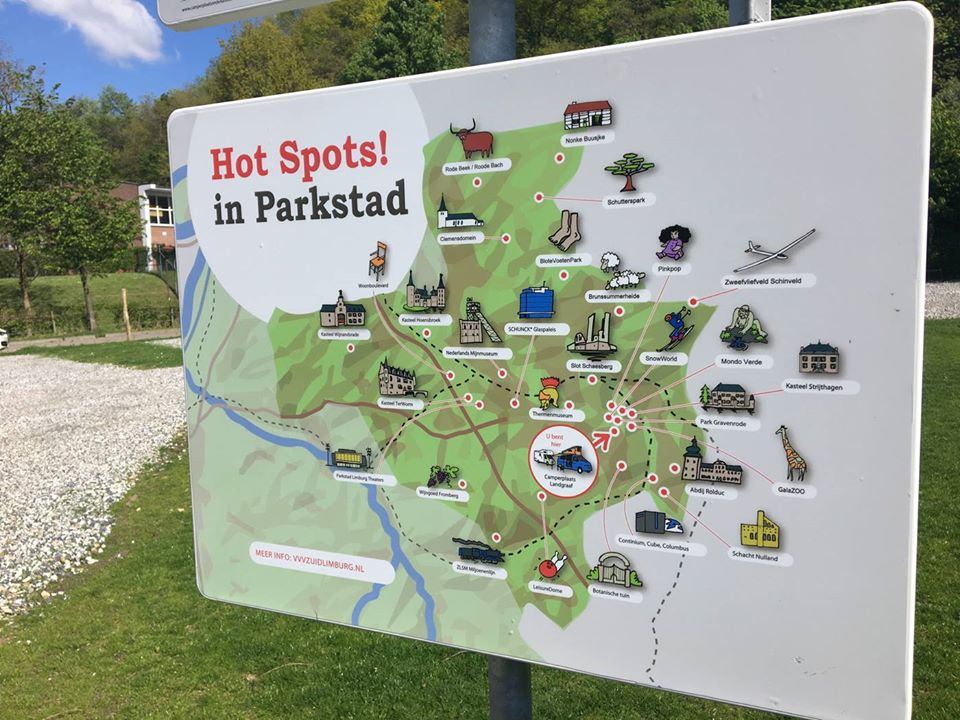 Hot Spots!
in Parkstad
Nonke Buusjke
Rode Beek / Roode Bach
Schutterspark
Clemensdomein
BloteVoetenPark
Pinkpop
Zweefvliefveld Schinveld
Woonboulevard
Brunssummerheide
Kasteel Hoensbroek
Kasteel Wijnandsrade
SCHUNCK* Glaspaleis
Nederlands Mijnmuseum
Slot Schaesberg
SnowWorld
Mondo Verde
Kasteel Strijthagen
Kasteel TerWorm
Thermenmuseum
Park Gravenrode
U bent
hier
Camperplaats
Landgraaf
Parkstad Limburg Theaters
Wijngoed Fromberg
Abdij Rolduc
GaiaZOO
Continium, Cube, Columbus
Schacht Nulland
MEER INFO: VVVZUIDLIMBURG.NL
ZLSM Miljoenenlijn
LeisureDome
Botanische tuin